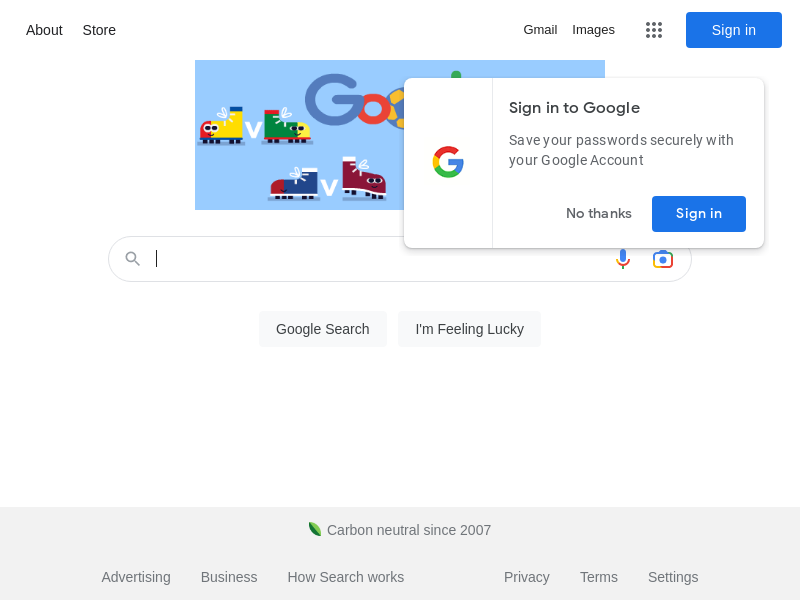 About Store Gmail Images Sign in
Goo
V
V
Sign in to Google
Save your passwords securely with
your Google Account
No thanks Sign in
Google Search I'm Feeling Lucky
Carbon neutral since 2007
Advertising Business How Search works Privacy Terms Settings